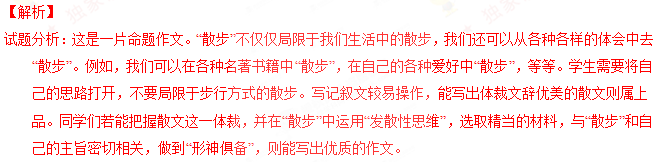 【解析】
试题分析：这是一片命题作文。“散步”不仅仅局限于我们生活中的散步，我们还可以从各种各样的体会中去
“散步”。例如，我们可以在各种名著书籍中“散步”，在自己的各种爱好中“散步”，等等。学生需要将自
己的思路打开，不要局限于步行方式的散步。写记叙文较易操作，能写出体裁文辞优美的散文则属上
品。同学们若能把握散文这一体裁，并在“散步”中运用“发散性思维”，选取精当的材料，与“散步”和自
己的主旨密切相关，做到“形神俱备”，则能写出优质的作文。